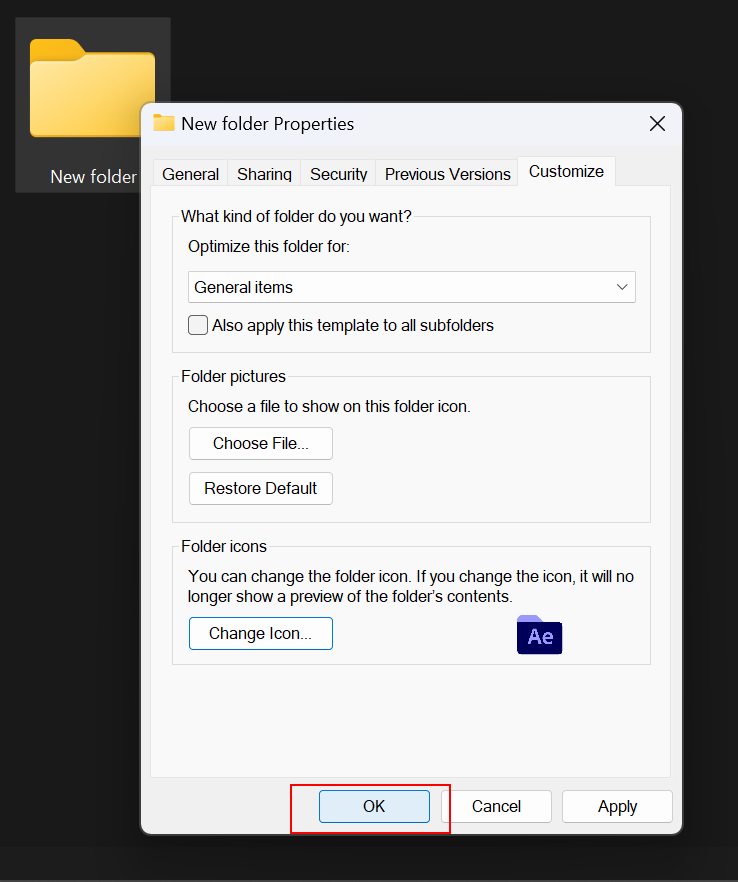 New folder
New folder Properties
General Sharing Security Previous Versions Customize
What kind of folder do you want?
Optimize this folder for:
General items
Also apply this template to all subfolders
Folder pictures
Choose a file to show on this folder icon.
Choose File...
Restore Default
Folder icons
You can change the folder icon. If you change the icon, it will no
longer show a preview of the folder's contents.
Change Icon...
Ae
OK Cancel Apply